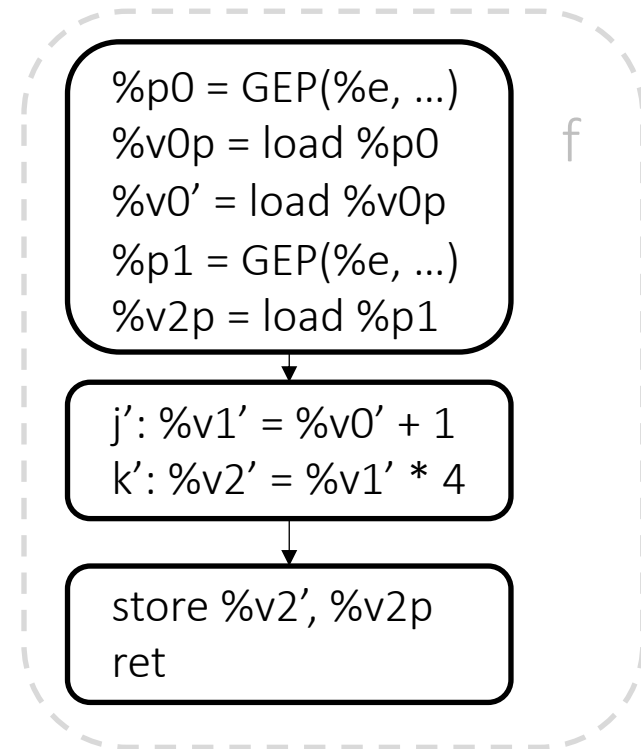 %p0 = GEP(%e, …)
%v0p = load %p0
f
%v0’ = load %v0p
%p1 = GEP(%e, …)
%v2p = load %p1
j’: %v1’ = %v0’ + 1
k’: %v2’ = %v1’ * 4
store %v2’, %v2p
ret